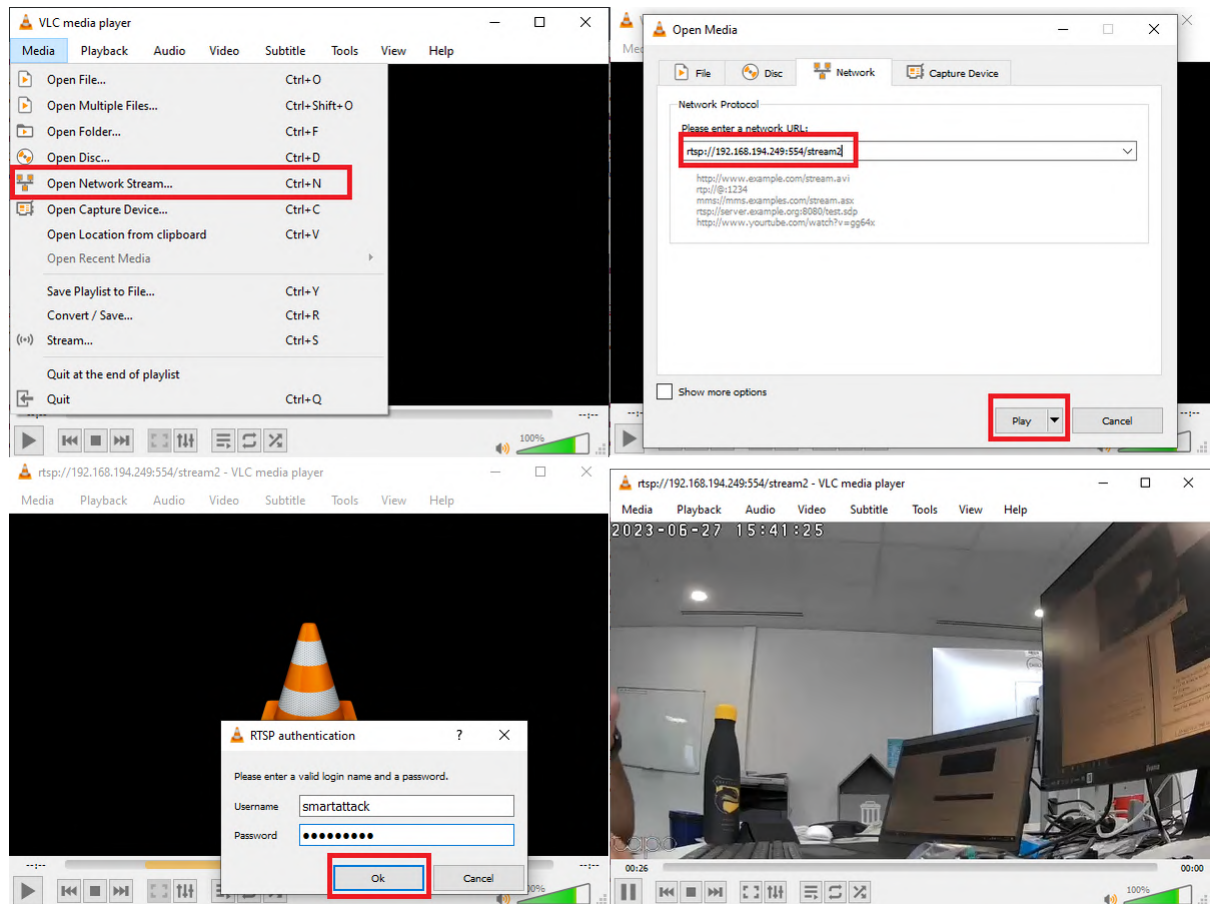 VLC media player
Media Playback Audio Video Subtitle Tools View Help
Open File... Ctrl+O
Open Multiple Files... Ctrl+Shift+O
Open Folder... Ctrl+F
Open Disc... Ctrl+D
Open Network Stream... Ctrl+N
Open Capture Device... Ctrl+C
Open Location from clipboard Ctrl+V
Open Recent Media
Save Playlist to File... Ctrl+Y
Convert / Save... Ctrl+R
Stream... Ctrl+S
Quit at the end of playlist
Quit Ctrl+Q
--:-- --:--
100%
Open Media
File Disc Network Capture Device
Network Protocol
Please enter a network URL:
rtsp://192.168.194.249:554/stream2
http://www.example.com/stream.avi
rtp://@:1234
mms://mms.examples.com/stream.asx
rtsp://server.example.org:8080/test.sdp
http://www.yourtube.com/watch?v=gg64x
Show more options
Play Cancel
rtsp://192.168.194.249:554/stream2 - VLC media player
Media Playback Audio Video Subtitle Tools View Help
RTSP authentication ?
Please enter a valid login name and a password.
Username smartattack
Password
Ok Cancel
--:-- --:--
rtsp://192.168.194.249:554/stream2 - VLC media player
Media Playback Audio Video Subtitle Tools View Help
2023-06-27 15:41:25
tapo
00:26 00:00
100%